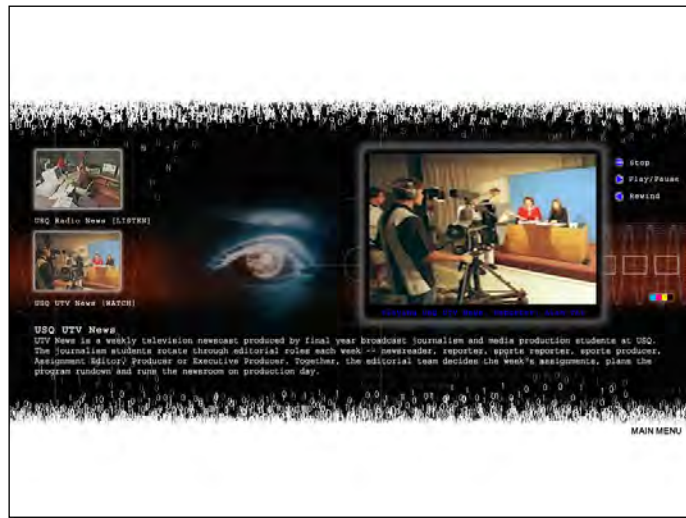 USQ Radio News [LISTEN]
USQ UTV News [WATCH]
Stop
Play/Pause
Rewind
USQ UTV News
UTV News is a weekly television newscast produced by final year broadcast journalism and media production students at USQ.
The journalism students rotate through editorial roles each week -- newsreader, reporter, sports reporter, sports producer,
Assignment Editor/ Producer or Executive Producer. Together, the editorial team decides the week's assignments, plans the
program rundown and runs the newsroom on production day.
MAIN MENU